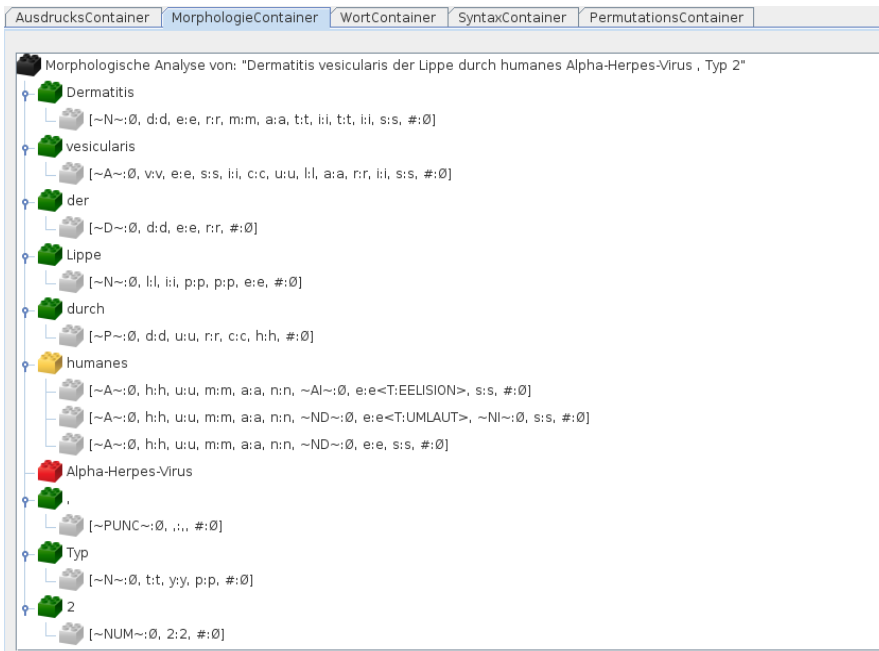 AusdrucksContainer MorphologieContainer WortContainer SyntaxContainer PermutationsContainer
Morphologische Analyse von: "Dermatitis vesicularis der Lippe durch humanes Alpha-Herpes-Virus , Typ 2"
Dermatitis
[~N~:Ø, d:d, e:e, r:r, m:m, a:a, t:t, i:i, t:t, i:i, s:s, #:Ø]
vesicularis
[~A~:Ø, v:v, e:e, s:s, i:i, c:c, u:u, l:l, a:a, r:r, i:i, s:s, #:Ø]
der
[~D~:Ø, d:d, e:e, r:r, #:Ø]
Lippe
[~N~:Ø, l:l, i:i, p:p, p:p, e:e, #:Ø]
durch
[~P~:Ø, d:d, u:u, r:r, c:c, h:h, #:Ø]
humanes
[~A~:Ø, h:h, u:u, m:m, a:a, n:n, ~AI~:Ø, e:e<T:EELISION>, s:s, #:Ø]
[~A~:Ø, h:h, u:u, m:m, a:a, n:n, ~ND~:Ø, e:e<T:UMLAUT>, ~NI~:Ø, s:s, #:Ø]
[~A~:Ø, h:h, u:u, m:m, a:a, n:n, ~ND~:Ø, e:e, s:s, #:Ø]
Alpha-Herpes-Virus
,
[~PUNC~:Ø, ,:,, #:Ø]
Typ
[~N~:Ø, t:t, y:y, p:p, #:Ø]
2
[~NUM~:Ø, 2:2, #:Ø]